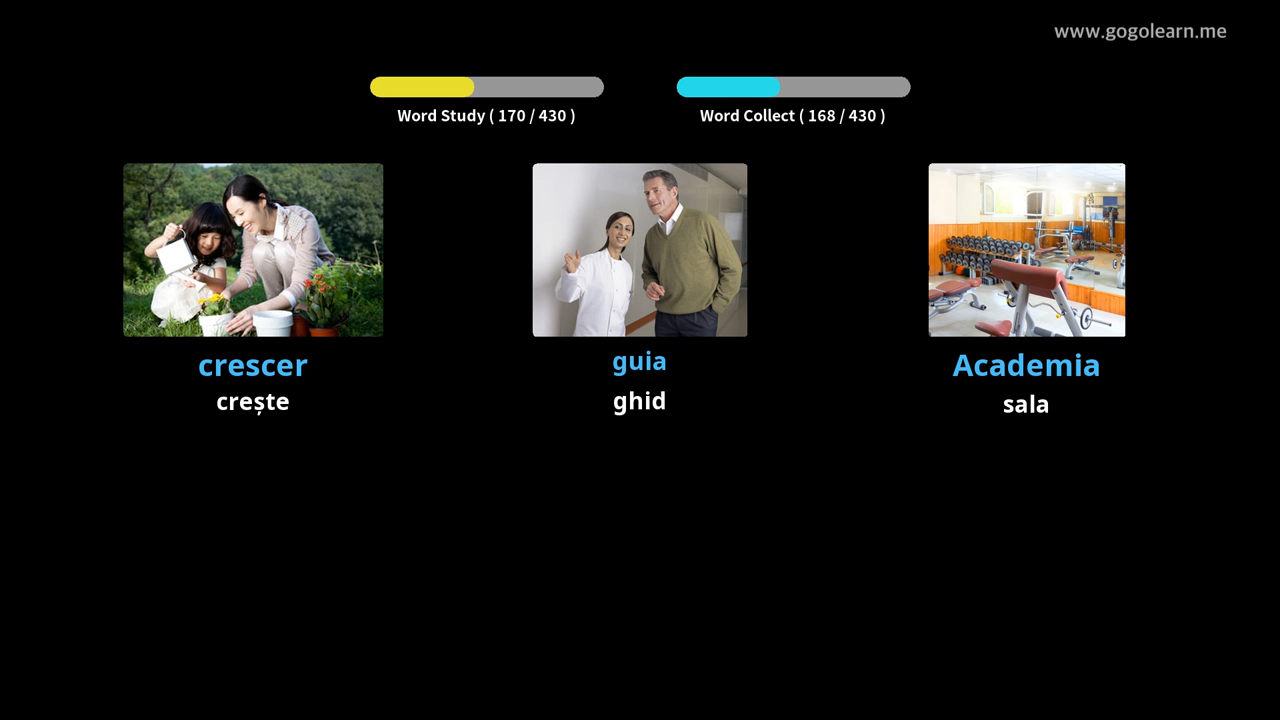 www.gogolearn.me
Word Study ( 170 / 430 )
Word Collect ( 168 / 430 )
crescer
crește
guia
ghid
Academia
sala